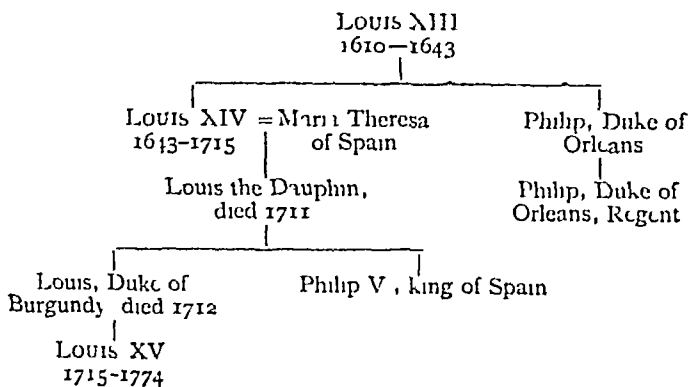 Louis XIII
1610—1643
Louis XIV = Maria Theresa
1643-1715 of Spain
Philip, Duke of
Orleans
Louis the Dauphin,
died 1711
Philip, Duke of
Orleans, Regent
Louis, Duke of
Burgundy died 1712
Philip V, king of Spain
Louis XV
1715-1774